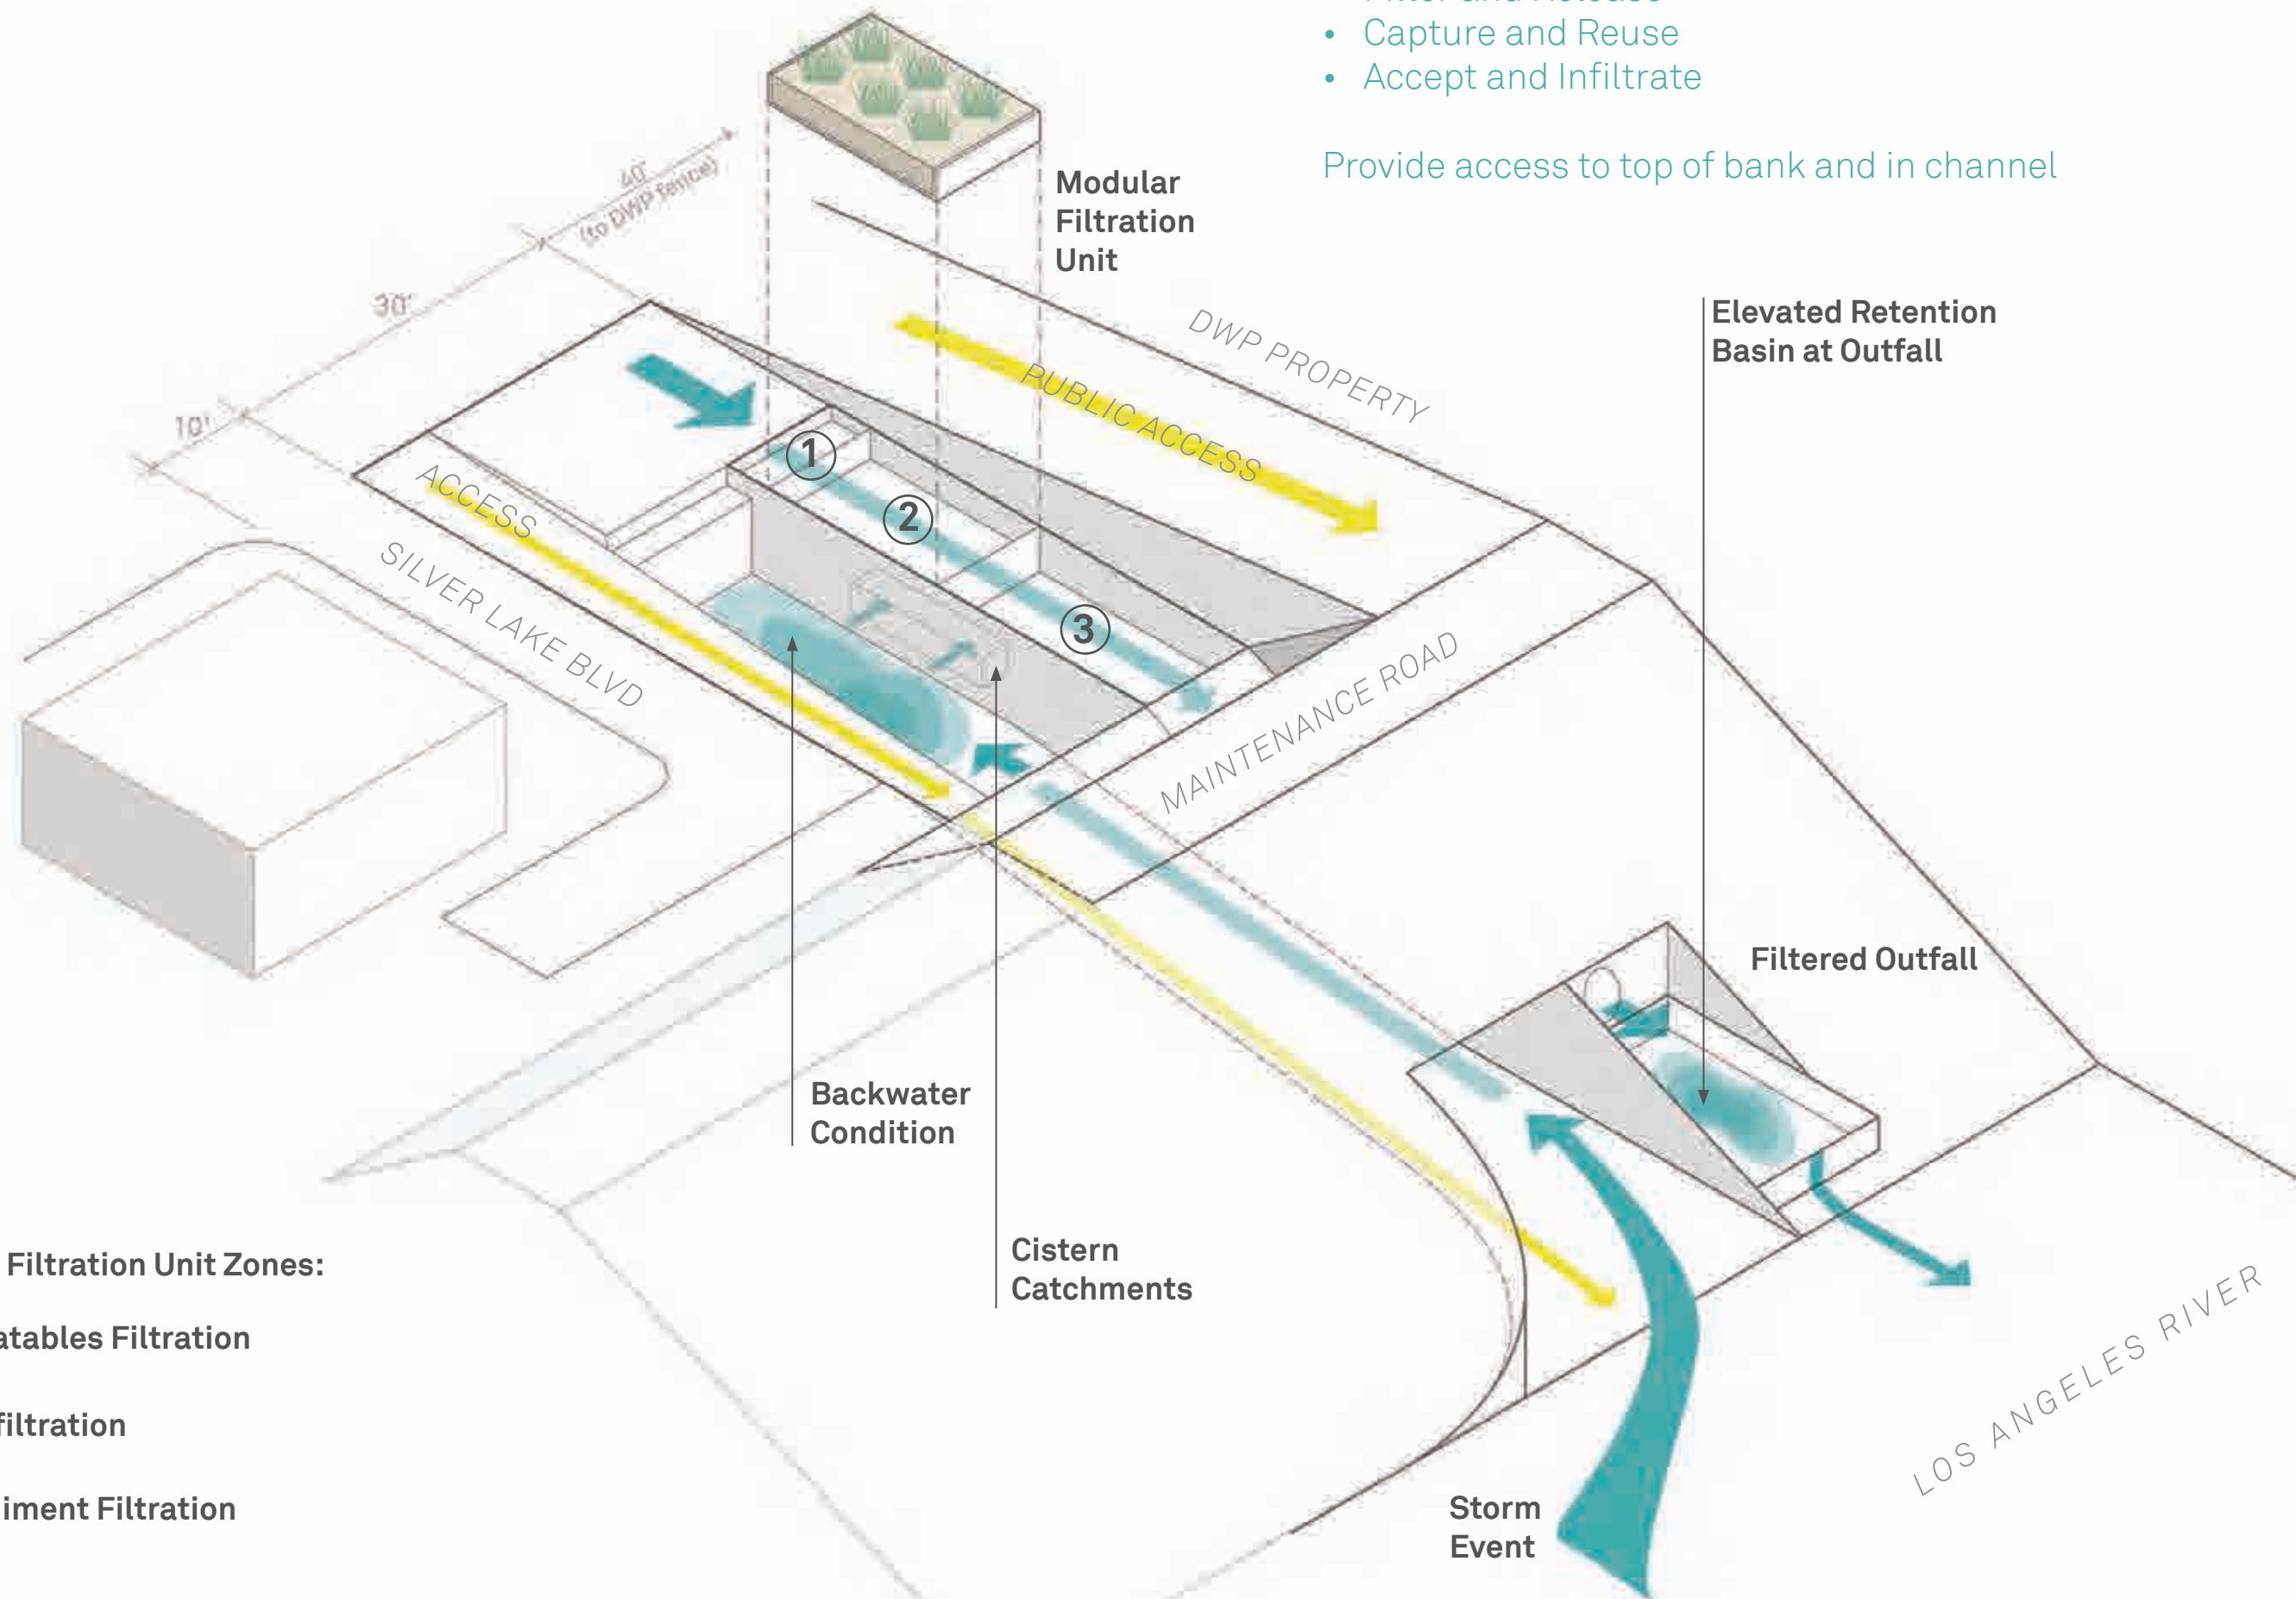 Filter and Release
• Capture and Reuse
• Accept and Infiltrate
Provide access to top of bank and in channel
Modular
Filtration
Unit
40'
(to DWP fence)
30'
10'
DWP PROPERTY
PUBLIC ACCESS
Elevated Retention
Basin at Outfall
1
2
3
ACCESS
SILVER LAKE BLVD
MAINTENANCE ROAD
Filtered Outfall
Backwater
Condition
Cistern
Catchments
Filtration Unit Zones:
atables Filtration
filtration
iment Filtration
Storm
Event
LOS ANGELES RIVER